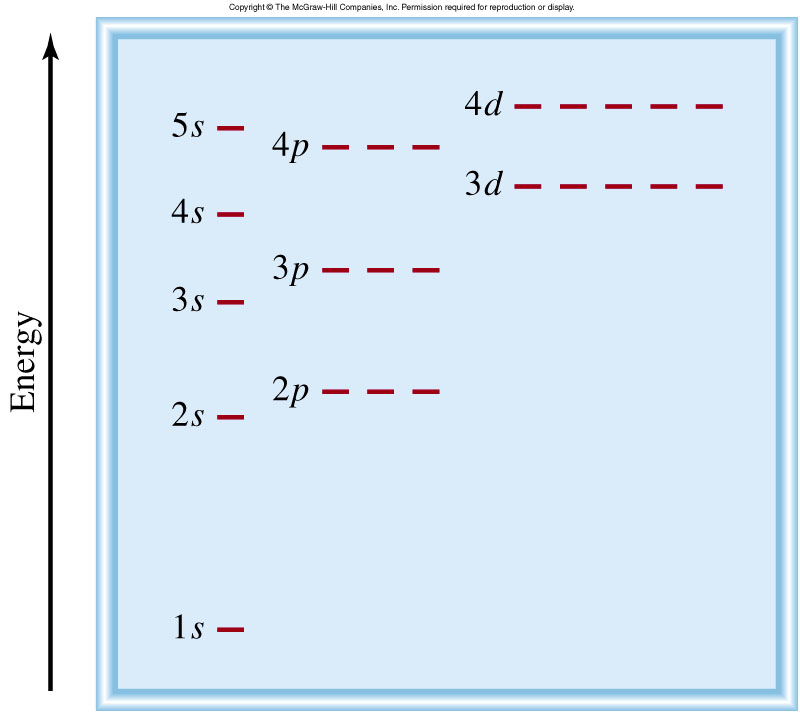 Copyright © The McGraw-Hill Companies, Inc. Permission required for reproduction or display.
Energy
4d
5s
4p
3d
4s
3p
3s
2p
2s
1s